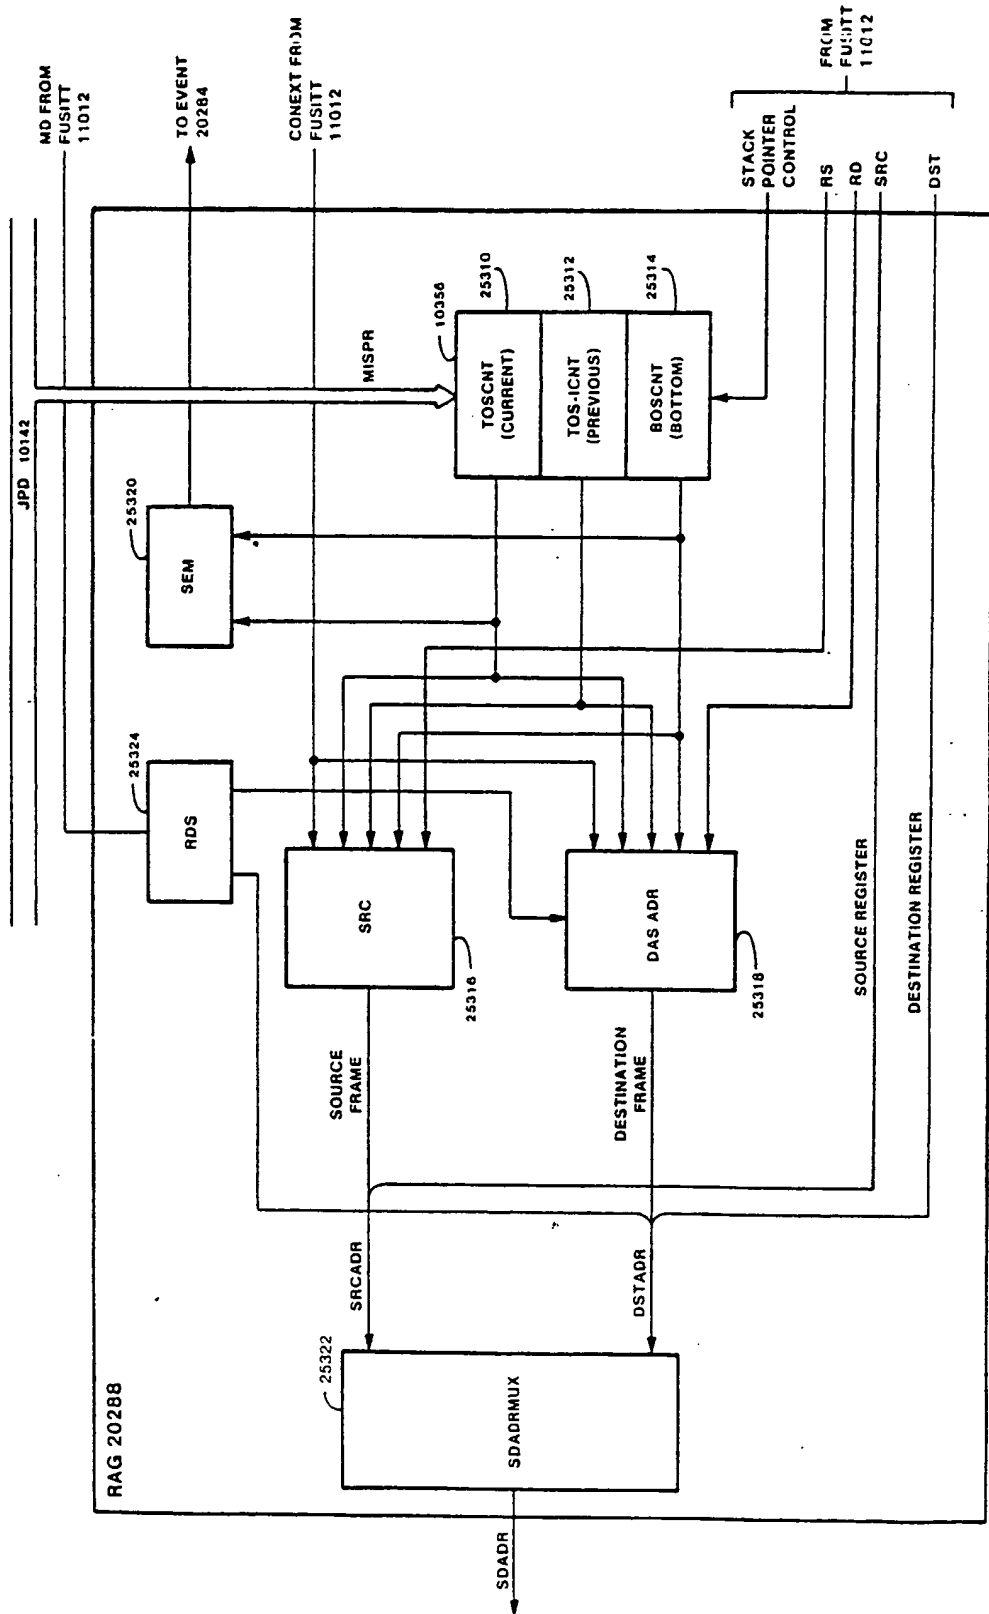 JPD 10142
MD FROM
FUSITT
11012
TO EVENT
20284
CONEXT FROM
FUSITT
11012
RAG 20288
25324
RDS
25320
SEM
MISPR
10356
TOSCNT
(CURRENT)
25310
TOS-ICNT
(PREVIOUS)
25312
BOSCNT
(BOTTOM)
25314
STACK
POINTER
CONTROL
FROM
FUSITT
11012
RS
RD
SRC
DST
SRC
25316
DAS ADR
25318
SOURCE
FRAME
DESTINATION
FRAME
SOURCE REGISTER
DESTINATION REGISTER
SRCADR
DSTADR
25322
SDADRMUX
SDADR